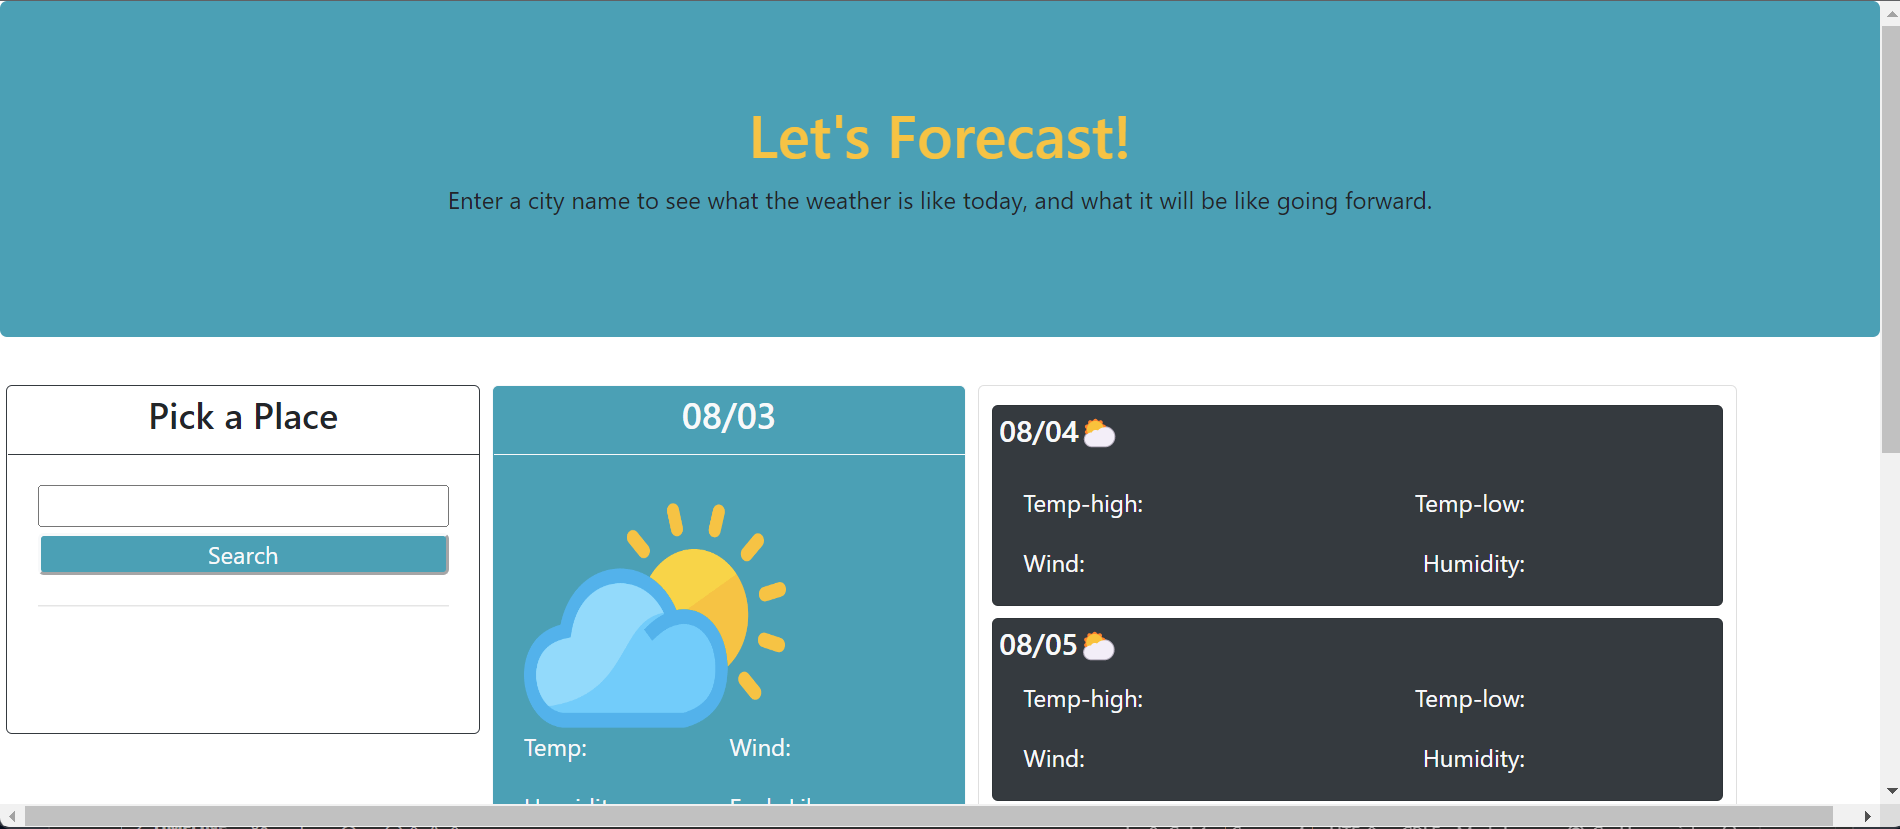 Let's Forecast!
Enter a city name to see what the weather is like today, and what it will be like going forward.
Pick a Place
Search
08/03
Temp: Wind:
08/04
Temp-high: Temp-low:
Wind: Humidity:
08/05
Temp-high: Temp-low:
Wind: Humidity: